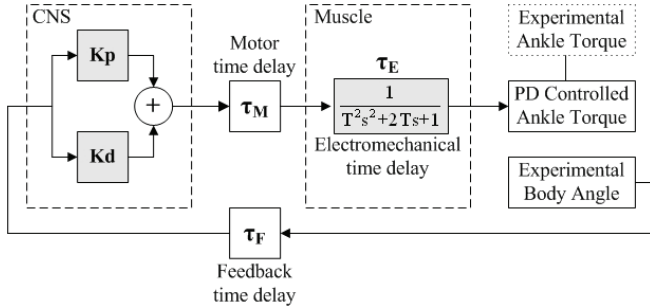 CNS
Kp
Kd
+
Motor
time delay
τM
Muscle
τE
1
T²s²+2Ts+1
Electromechanical
time delay
Experimental
Ankle Torque
PD Controlled
Ankle Torque
Experimental
Body Angle
τF
Feedback
time delay